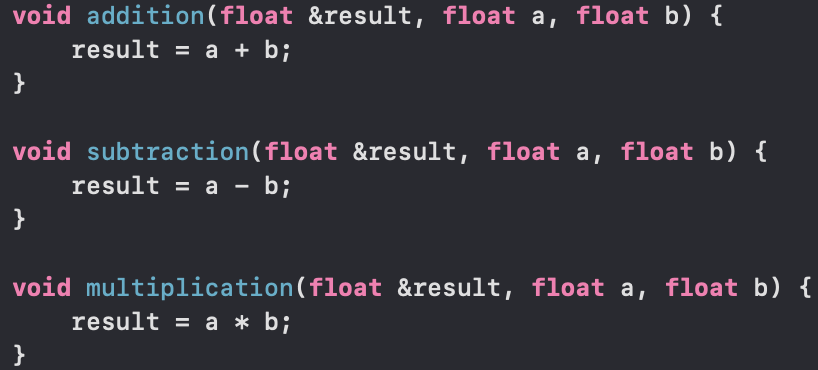 void addition(float &result, float a, float b) {
    result = a + b;
}

void subtraction(float &result, float a, float b) {
    result = a - b;
}

void multiplication(float &result, float a, float b) {
    result = a * b;
}